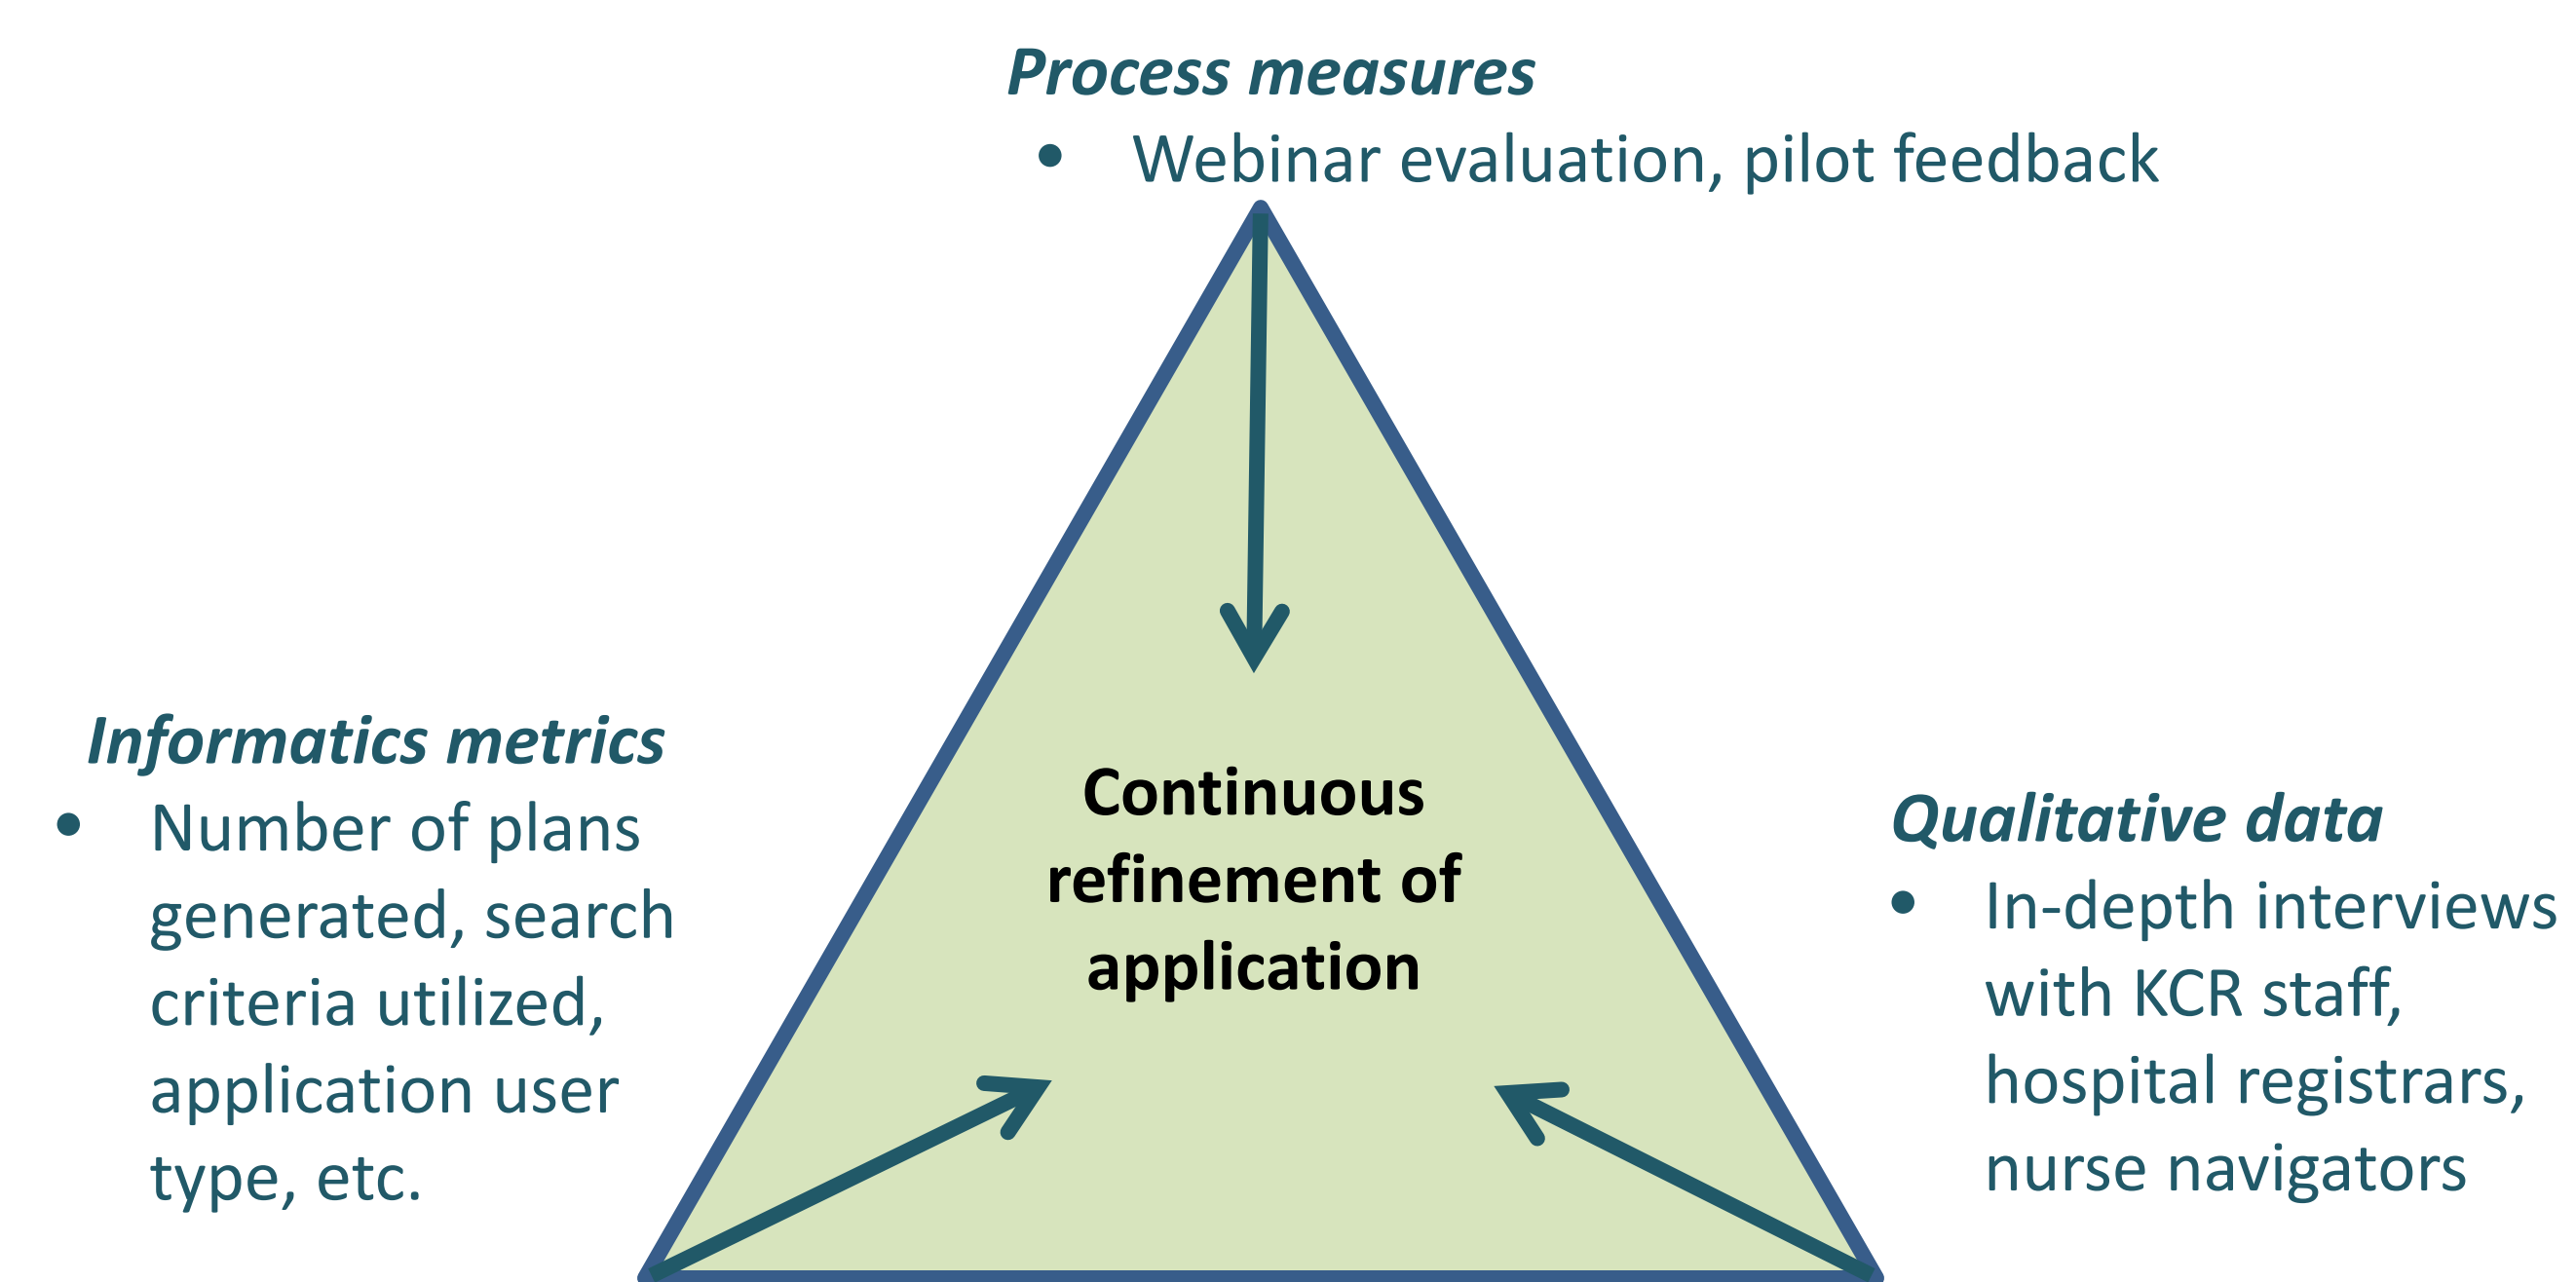 Process measures
• Webinar evaluation, pilot feedback
Informatics metrics
• Number of plans
generated, search
criteria utilized,
application user
type, etc.
Continuous
refinement of
application
Qualitative data
• In-depth interviews
with KCR staff,
hospital registrars,
nurse navigators